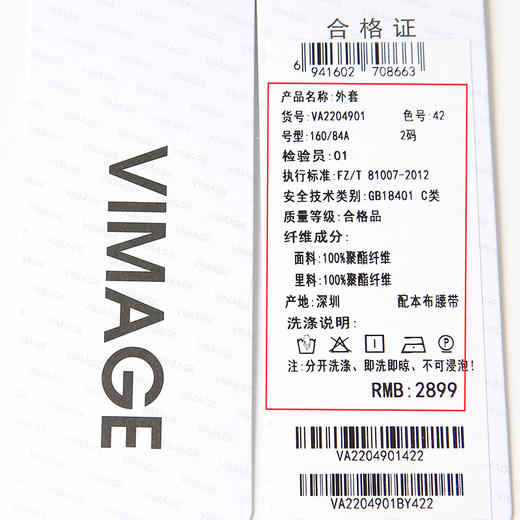 VIMAGE
合格证
6 941602 708663
产品名称:外套
货号:VA2204901 色号:42
号型:160/84A 2码
检验员:01
执行标准:FZ/T 81007-2012
安全技术类别:GB18401 C类
质量等级:合格品
纤维成分:
面料:100%聚酯纤维
里料:100%聚酯纤维
产地:深圳 配本布腰带
洗涤说明:
注:分开洗涤、即洗即晾、不可浸泡!
RMB:2899
VA2204901422
VA2204901BY422